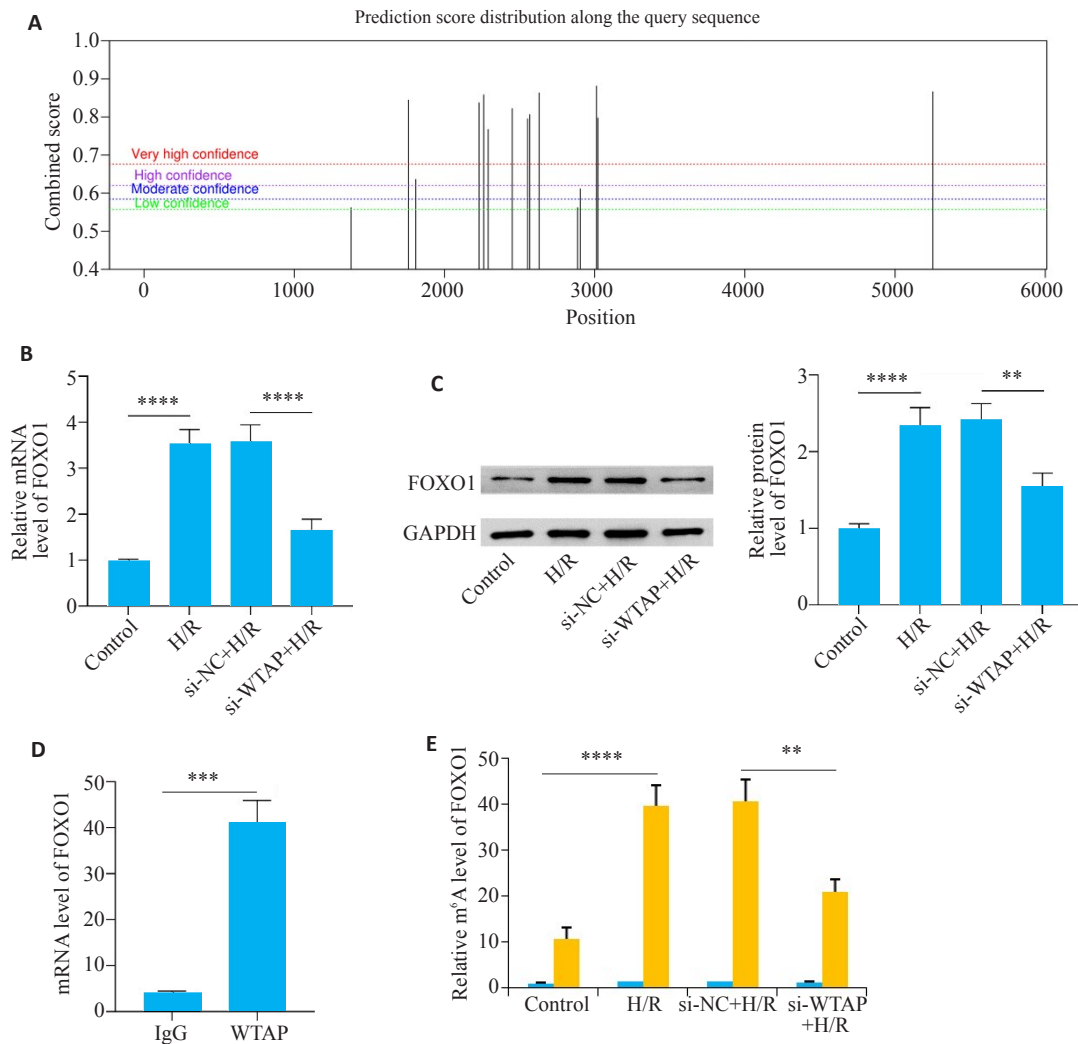 A
Prediction score distribution along the query sequence
Combined score
1.0
0.9
0.8
0.7
0.6
0.5
0.4
Very high confidence
High confidence
Moderate confidence
Low confidence
0 1000 2000 3000 4000 5000 6000
Position
B
Relative mRNA
level of FOXO1
5
4
3
2
1
0
**** ****
Control H/R si-NC+H/R si-WTAP+H/R
C
FOXO1
GAPDH
Control H/R si-NC+H/R si-WTAP+H/R
Relative protein
level of FOXO1
3
2
1
0
**** **
Control H/R si-NC+H/R si-WTAP+H/R
D
mRNA level of FOXO1
50
40
30
20
10
0
***
IgG WTAP
E
Relative m⁶A level of FOXO1
50
40
30
20
10
0
**** **
Control H/R si-NC+H/R si-WTAP
+H/R